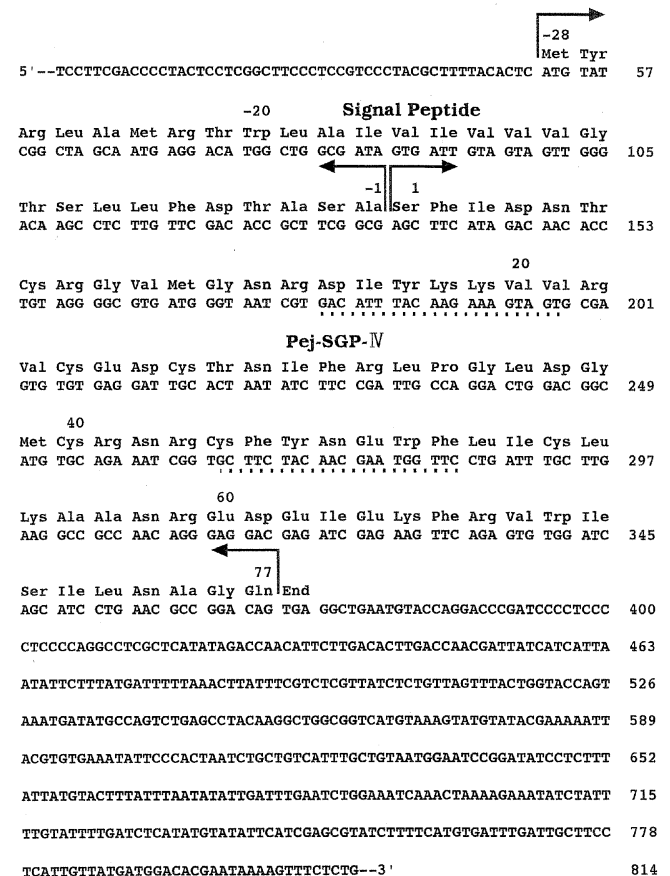 -28
Met Tyr
5'--TCCTTCGACCCCTACTCCTCGGCTTCCCTCCGTCCCTACGCTTTTACACTC ATG TAT 57
-20 Signal Peptide
Arg Leu Ala Met Arg Thr Trp Leu Ala Ile Val Ile Val Val Val Gly
CGG CTA GCA ATG AGG ACA TGG CTG GCG ATA GTG ATT GTA GTA GTT GGG 105
-1 1
Thr Ser Leu Leu Phe Asp Thr Ala Ser Ala Ser Phe Ile Asp Asn Thr
ACA AGC CTC TTG TTC GAC ACC GCT TCG GCG AGC TTC ATA GAC AAC ACC 153
20
Cys Arg Gly Val Met Gly Asn Arg Asp Ile Tyr Lys Lys Val Val Arg
TGT AGG GGC GTG ATG GGT AAT CGT GAC ATT TAC AAG AAA GTA GTG CGA 201
Pej-SGP-Ⅳ
Val Cys Glu Asp Cys Thr Asn Ile Phe Arg Leu Pro Gly Leu Asp Gly
GTG TGT GAG GAT TGC ACT AAT ATC TTC CGA TTG CCA GGA CTG GAC GGC 249
40
Met Cys Arg Asn Arg Cys Phe Tyr Asn Glu Trp Phe Leu Ile Cys Leu
ATG TGC AGA AAT CGG TGC TTC TAC AAC GAA TGG TTC CTG ATT TGC TTG 297
60
Lys Ala Ala Asn Arg Glu Asp Glu Ile Glu Lys Phe Arg Val Trp Ile
AAG GCC GCC AAC AGG GAG GAC GAG ATC GAG AAG TTC AGA GTG TGG ATC 345
77
Ser Ile Leu Asn Ala Gly Gln End
AGC ATC CTG AAC GCC GGA CAG TGA GGCTGAATGTACCAGGACCCGATCCCCTCCC 400
CTCCCCAGGCCTCGCTCATATAGACCAACATTCTTGACACTTGACCAACGATTATCATCATTA 463
ATATTCTTTATGATTTTTAAACTTATTTCGTCTCGTTATCTCTGTTAGTTTACTGGTACCAGT 526
AAATGATATGCCAGTCTGAGCCTACAAGGCTGGCGGTCATGTAAAGTATGTATACGAAAAATT 589
ACGTGTGAAATATTCCCACTAATCTGCTGTCATTTGCTGTAATGGAATCCGGATATCCTCTTT 652
ATTATGTACTTTATTTAATATATTGATTTGAATCTGGAAATCAAACTAAAAGAAATATCTATT 715
TTGTATTTTGATCTCATATGTATATTCATCGAGCGTATCTTTTCATGTGATTTGATTGCTTCC 778
TCATTGTTATGATGGACACGAATAAAAGTTTCTCTG--3' 814